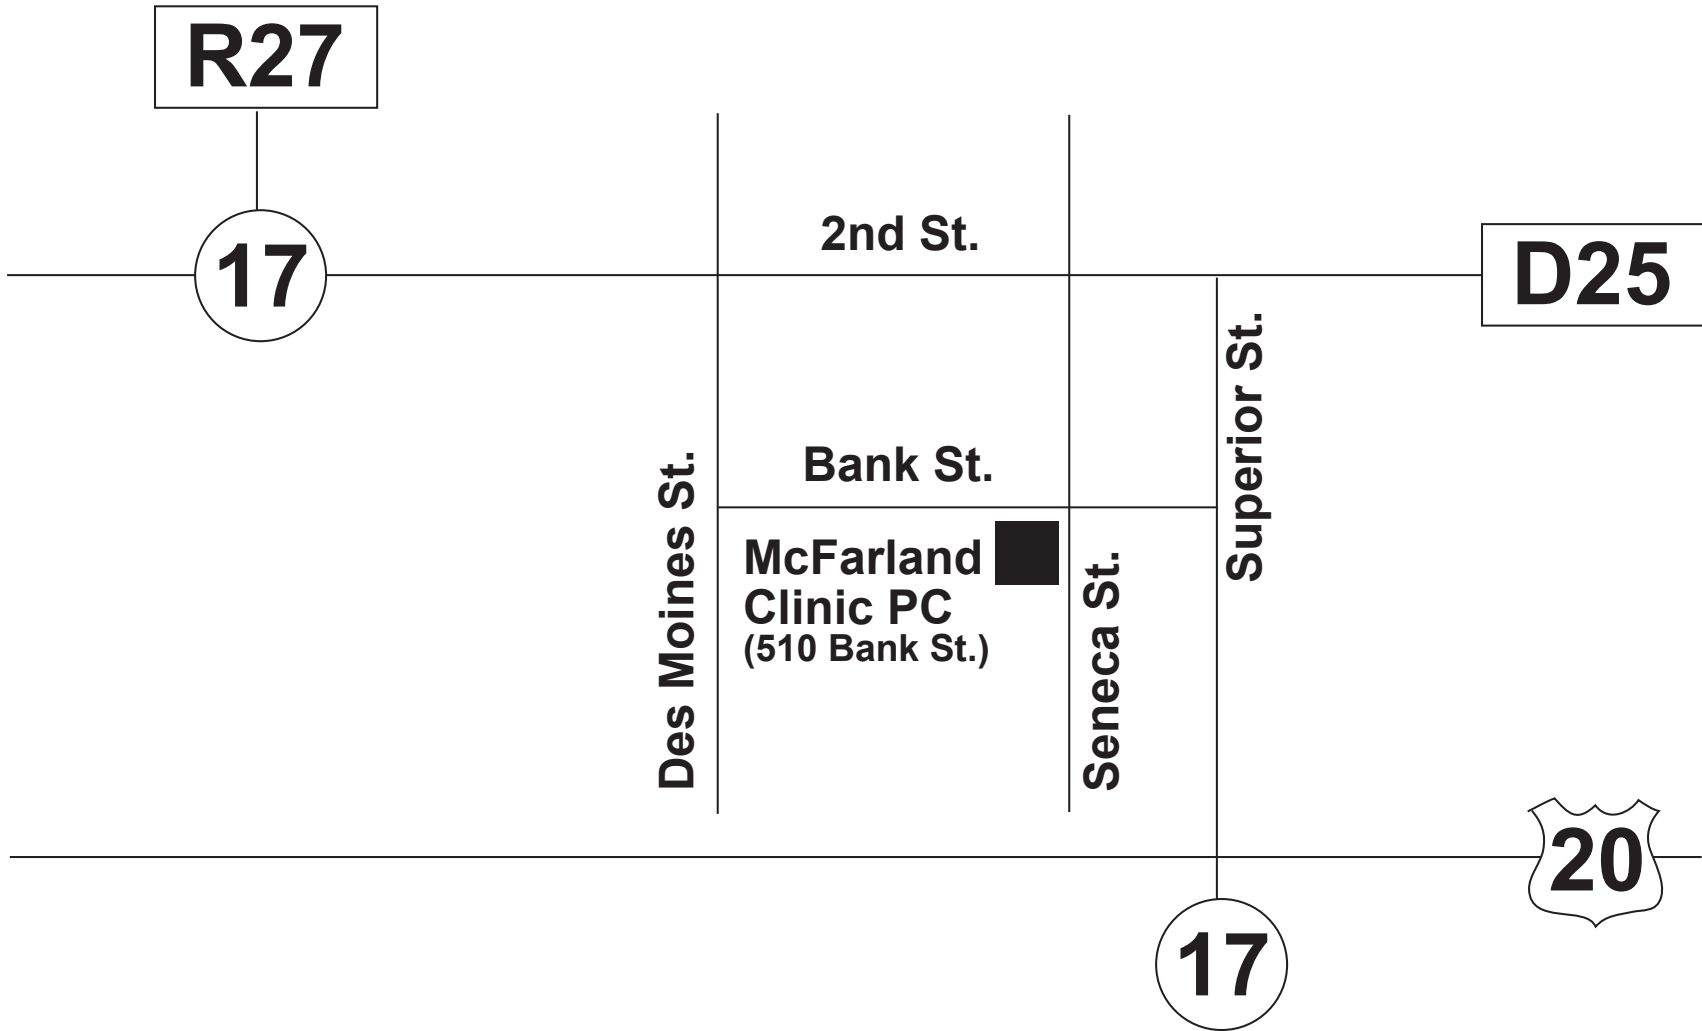 R27
17
2nd St.
D25
Superior St.
Bank St.
Des Moines St.
McFarland
Clinic PC
(510 Bank St.)
Seneca St.
20
17